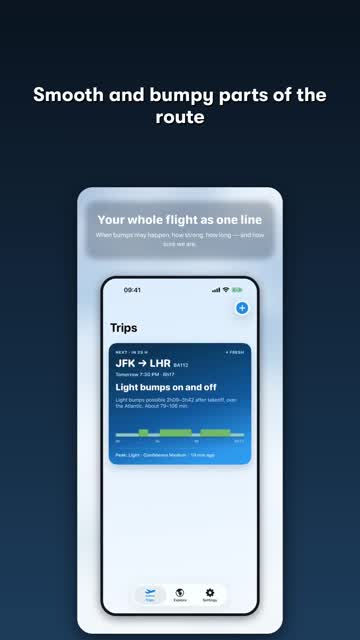 Smooth and bumpy parts of the
route
Your whole flight as one line
When bumps may happen, how strong, how long — and how
sure we are.
09:41
Trips
NEXT · IN 23 H
FRESH
JFK → LHR BA112
Tomorrow 7:30 PM · 6h17
Light bumps on and off
Light bumps possible 2h09–3h42 after takeoff, over
the Atlantic. About 79–106 min.
Peak: Light · Confidence Medium · 19 min ago
Trips
Explore
Settings